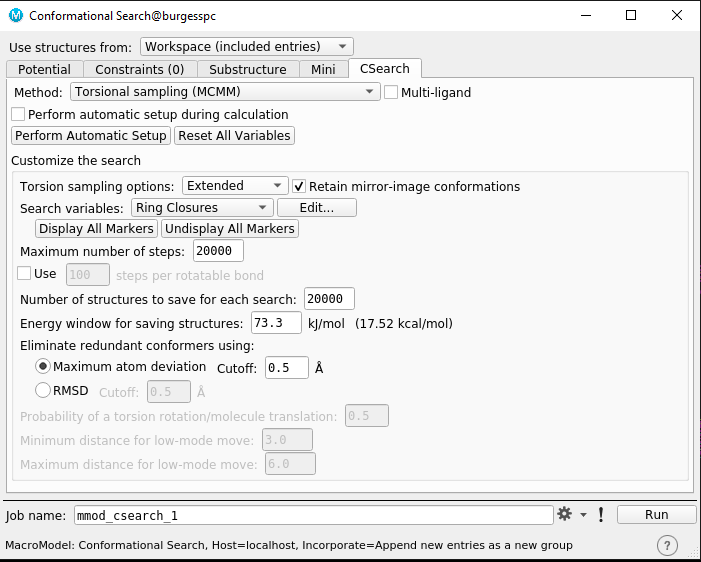 Conformational Search@burgesspc
Use structures from: Workspace (included entries)
Potential Constraints (0) Substructure Mini CSearch
Method: Torsional sampling (MCMM) Multi-ligand
Perform automatic setup during calculation
Perform Automatic Setup Reset All Variables
Customize the search
Torsion sampling options: Extended Retain mirror-image conformations
Search variables: Ring Closures Edit...
Display All Markers Undisplay All Markers
Maximum number of steps: 20000
Use 100 steps per rotatable bond
Number of structures to save for each search: 20000
Energy window for saving structures: 73.3 kJ/mol (17.52 kcal/mol)
Eliminate redundant conformers using:
Maximum atom deviation Cutoff: 0.5 Å
RMSD Cutoff: 0.5 Å
Probability of a torsion rotation/molecule translation: 0.5
Minimum distance for low-mode move: 3.0
Maximum distance for low-mode move: 6.0
Job name: mmod_csearch_1 ! Run
MacroModel: Conformational Search, Host=localhost, Incorporate=Append new entries as a new group ?